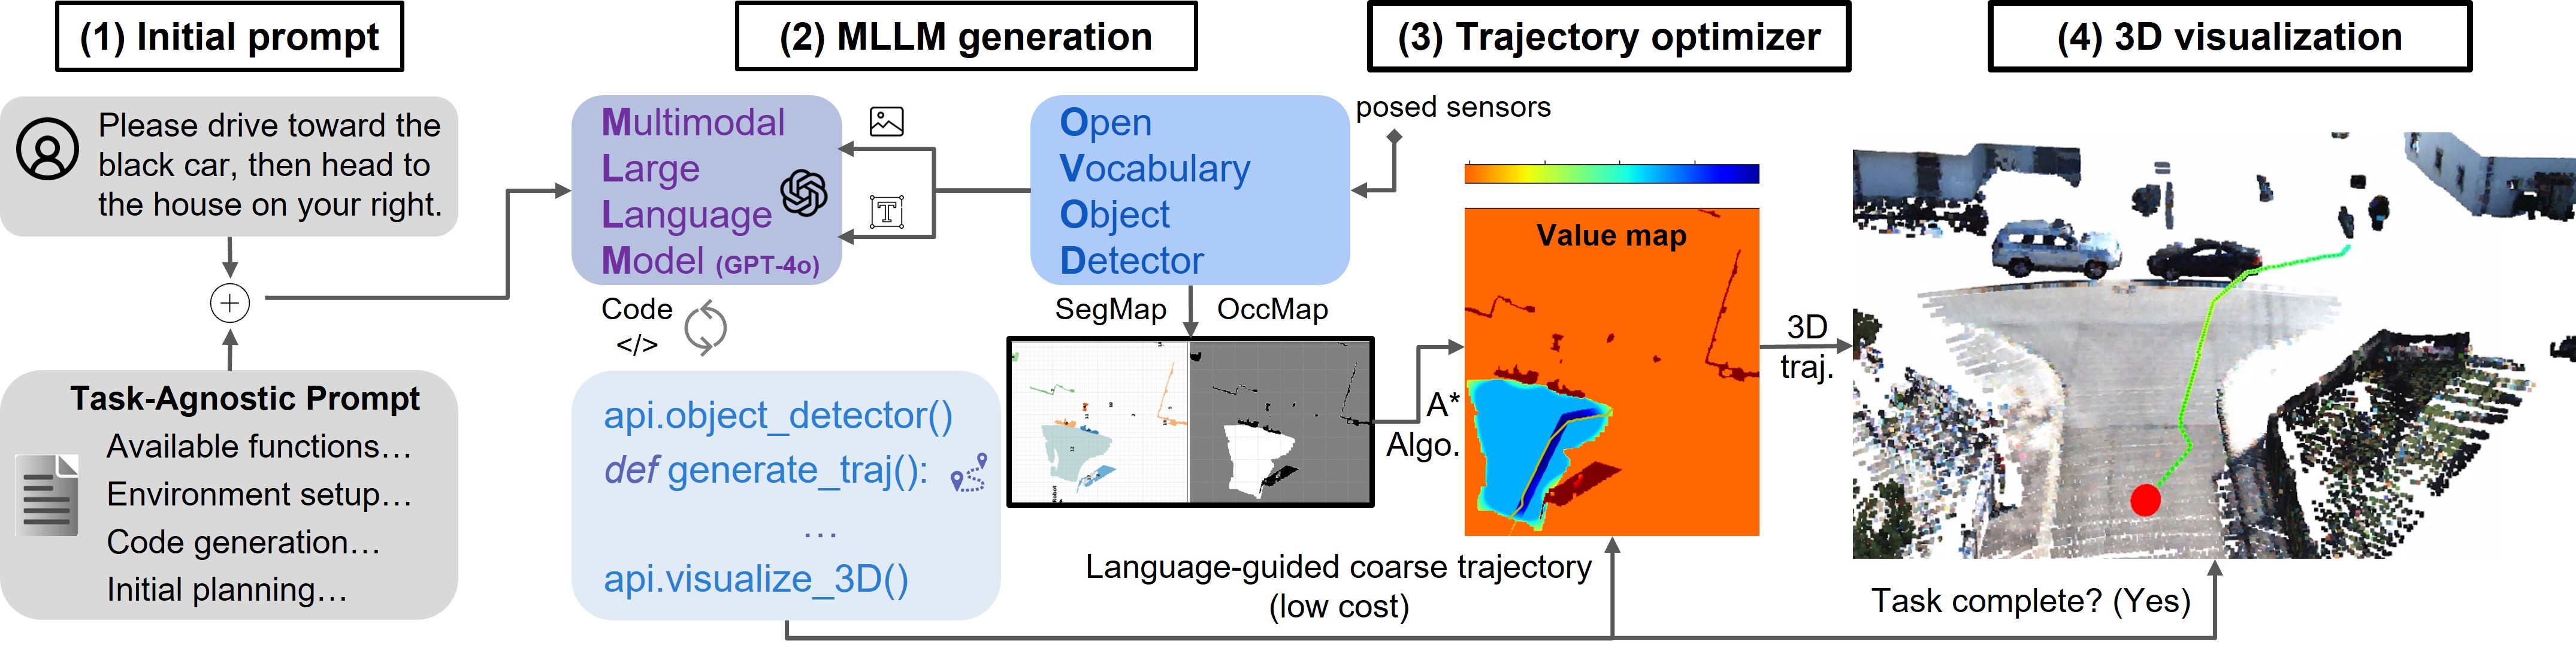 (1) Initial prompt
Please drive toward the
black car, then head to
the house on your right.
Task-Agnostic Prompt
Available functions…
Environment setup…
Code generation…
Initial planning…
(2) MLLM generation
Multimodal
Large
Language
Model (GPT-4o)
T
Open
Vocabulary
Object
Detector
posed sensors
Code
</>
SegMap
OccMap
api.object_detector()
def generate_traj():
…
api.visualize_3D()
Language-guided coarse trajectory
(low cost)
(3) Trajectory optimizer
Value map
A*
Algo.
3D
traj.
(4) 3D visualization
Task complete? (Yes)